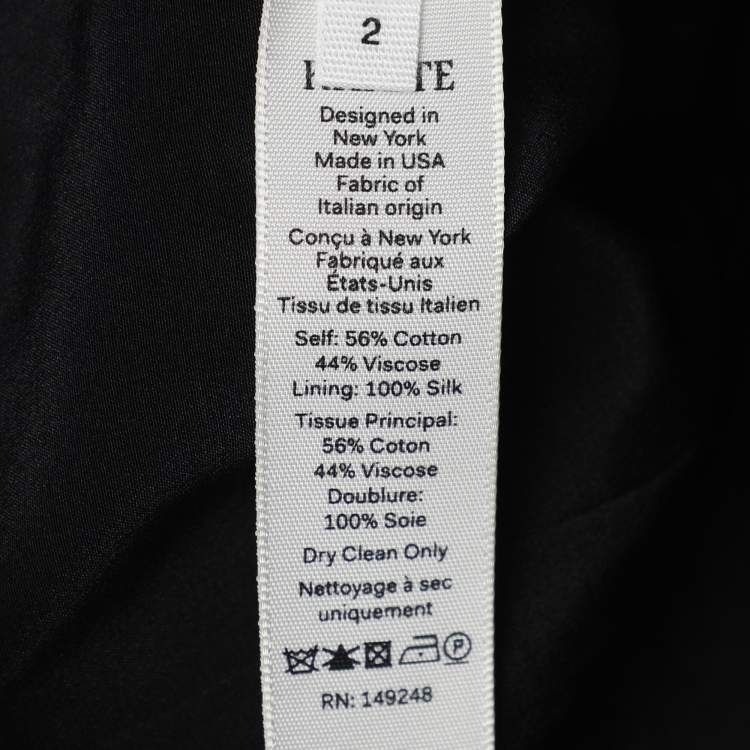 2
Designed in
New York
Made in USA
Fabric of
Italian origin
Conçu à New York
Fabriqué aux
États-Unis
Tissu de tissu Italien
Self: 56% Cotton
44% Viscose
Lining: 100% Silk
Tissue Principal:
56% Coton
44% Viscose
Doublure:
100% Soie
Dry Clean Only
Nettoyage à sec
uniquement
P
RN: 149248